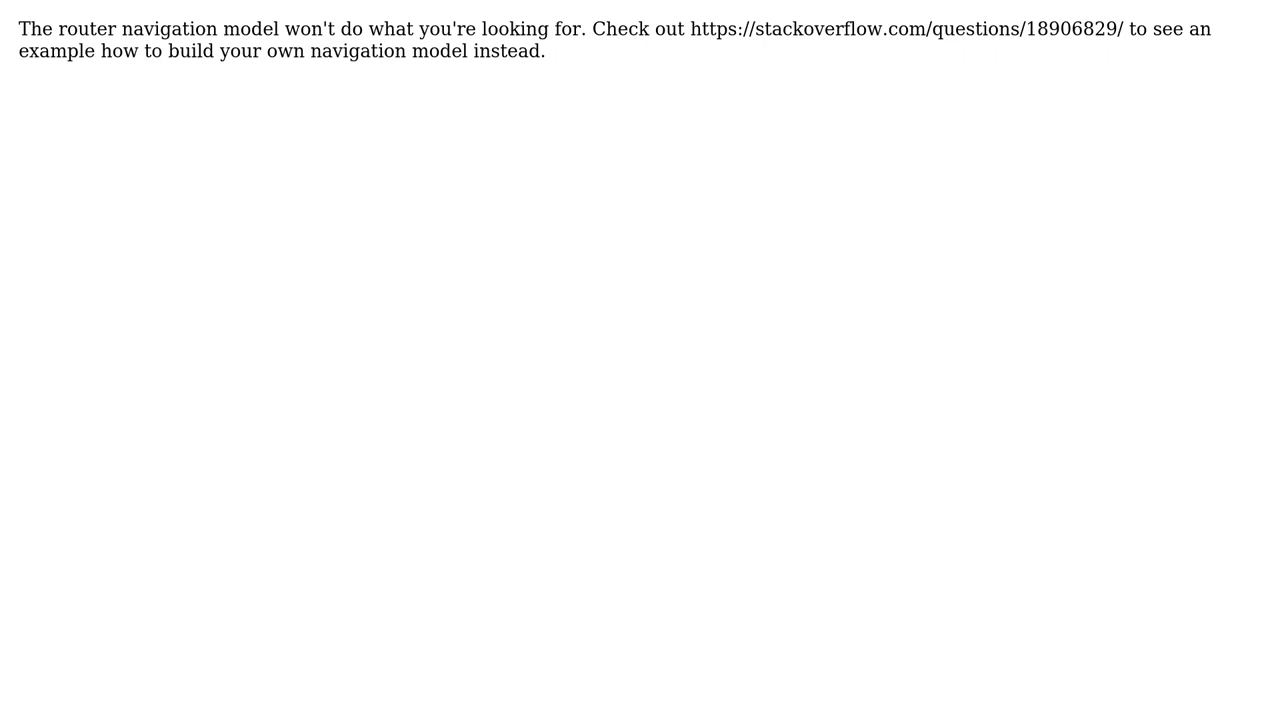 The router navigation model won't do what you're looking for. Check out https://stackoverflow.com/questions/18906829/ to see an
example how to build your own navigation model instead.